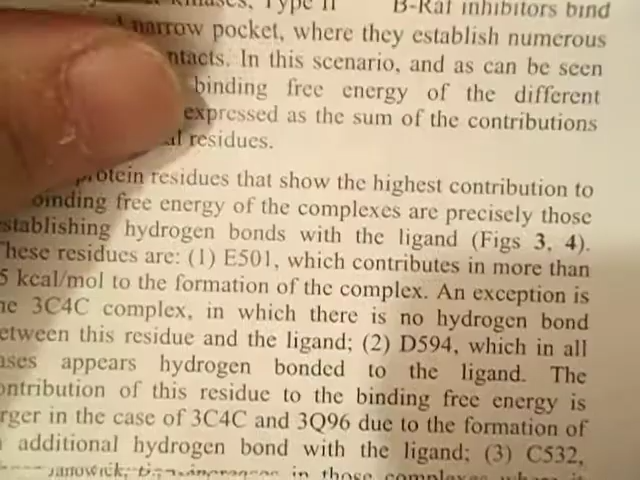 Type II B-Raf inhibitors bind
narrow pocket, where they establish numerous
In this scenario, and as can be seen
binding free energy of the different
expressed as the sum of the contributions
residues.
residues that show the highest contribution to
free energy of the complexes are precisely those
hydrogen bonds with the ligand (Figs 3, 4).
residues are: (1) E501, which contributes in more than
5 kcal/mol to the formation of the complex. An exception is
3C4C complex, in which there is no hydrogen bond
this residue and the ligand; (2) D594, which in all
appears hydrogen bonded to the ligand. The
of this residue to the binding free energy is
in the case of 3C4C and 3Q96 due to the formation of
additional hydrogen bond with the ligand; (3) C532,
in those complexes